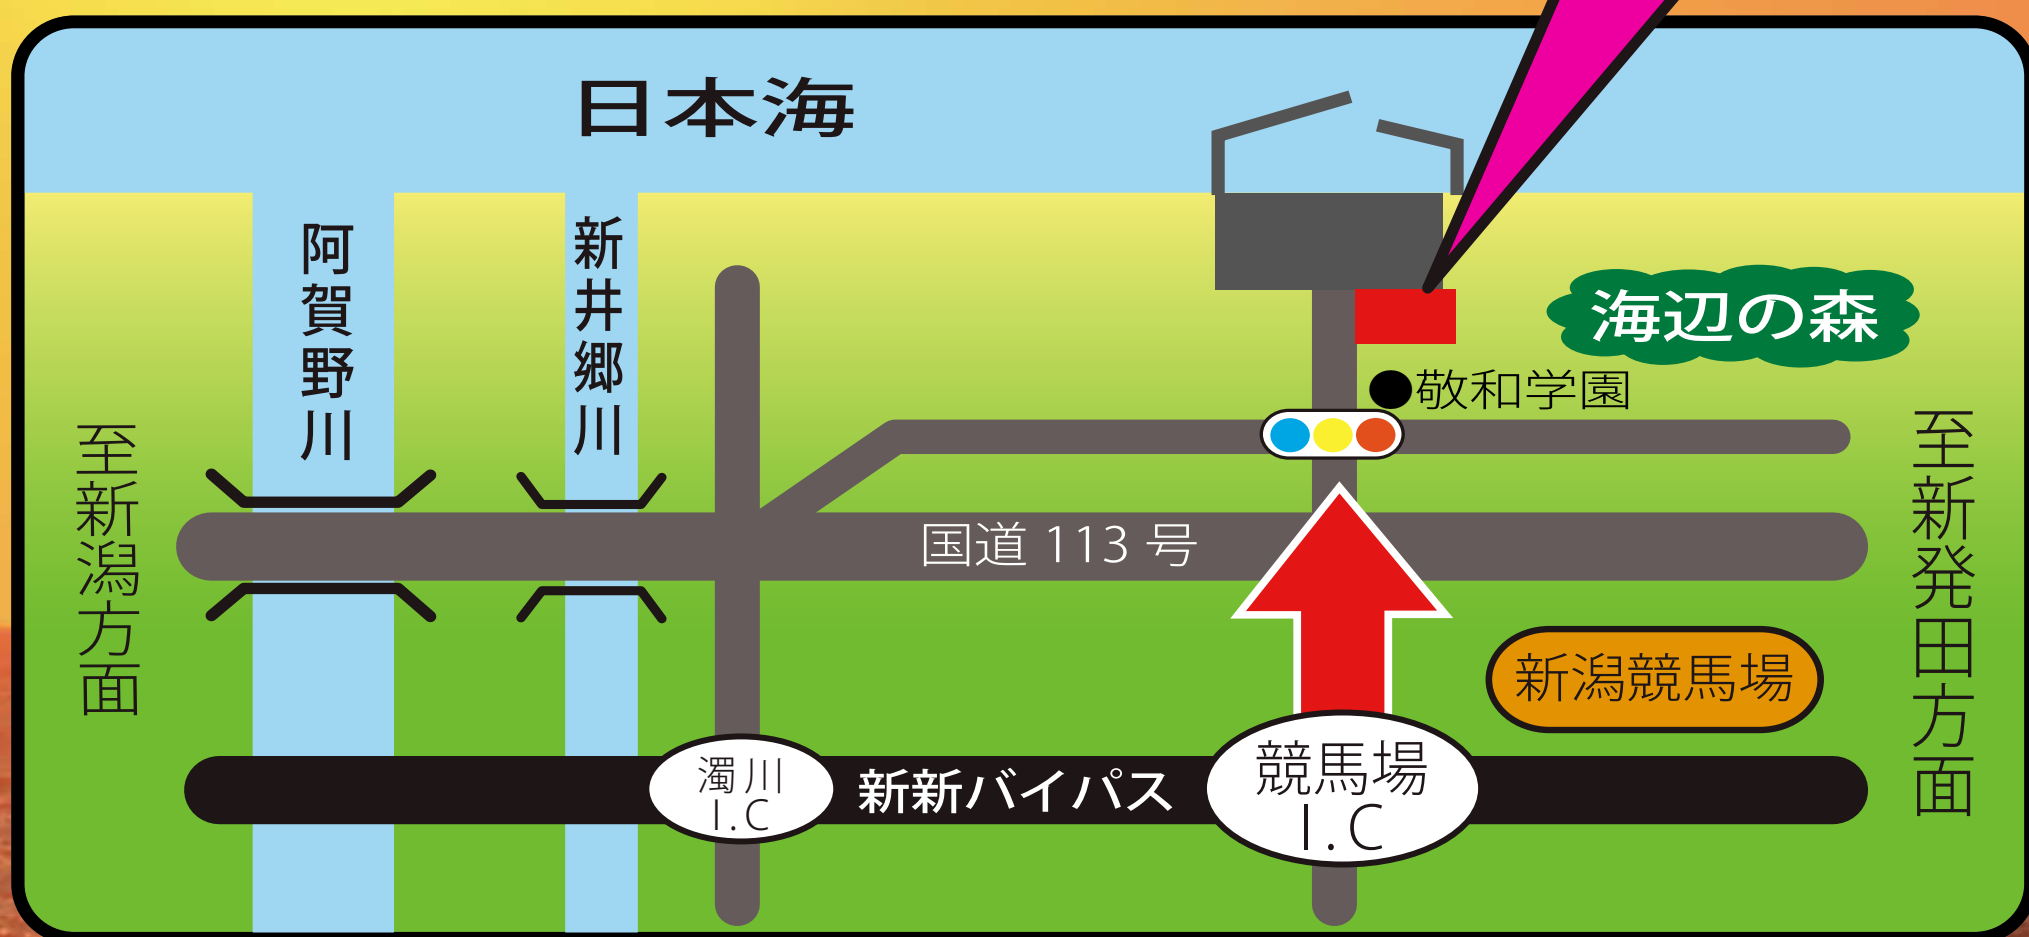 日本海
阿賀野川
新井郷川
海辺の森
●敬和学園
至新潟方面
至新発田方面
国道 113 号
新潟競馬場
濁川
I.C
新新バイパス
競馬場
I.C